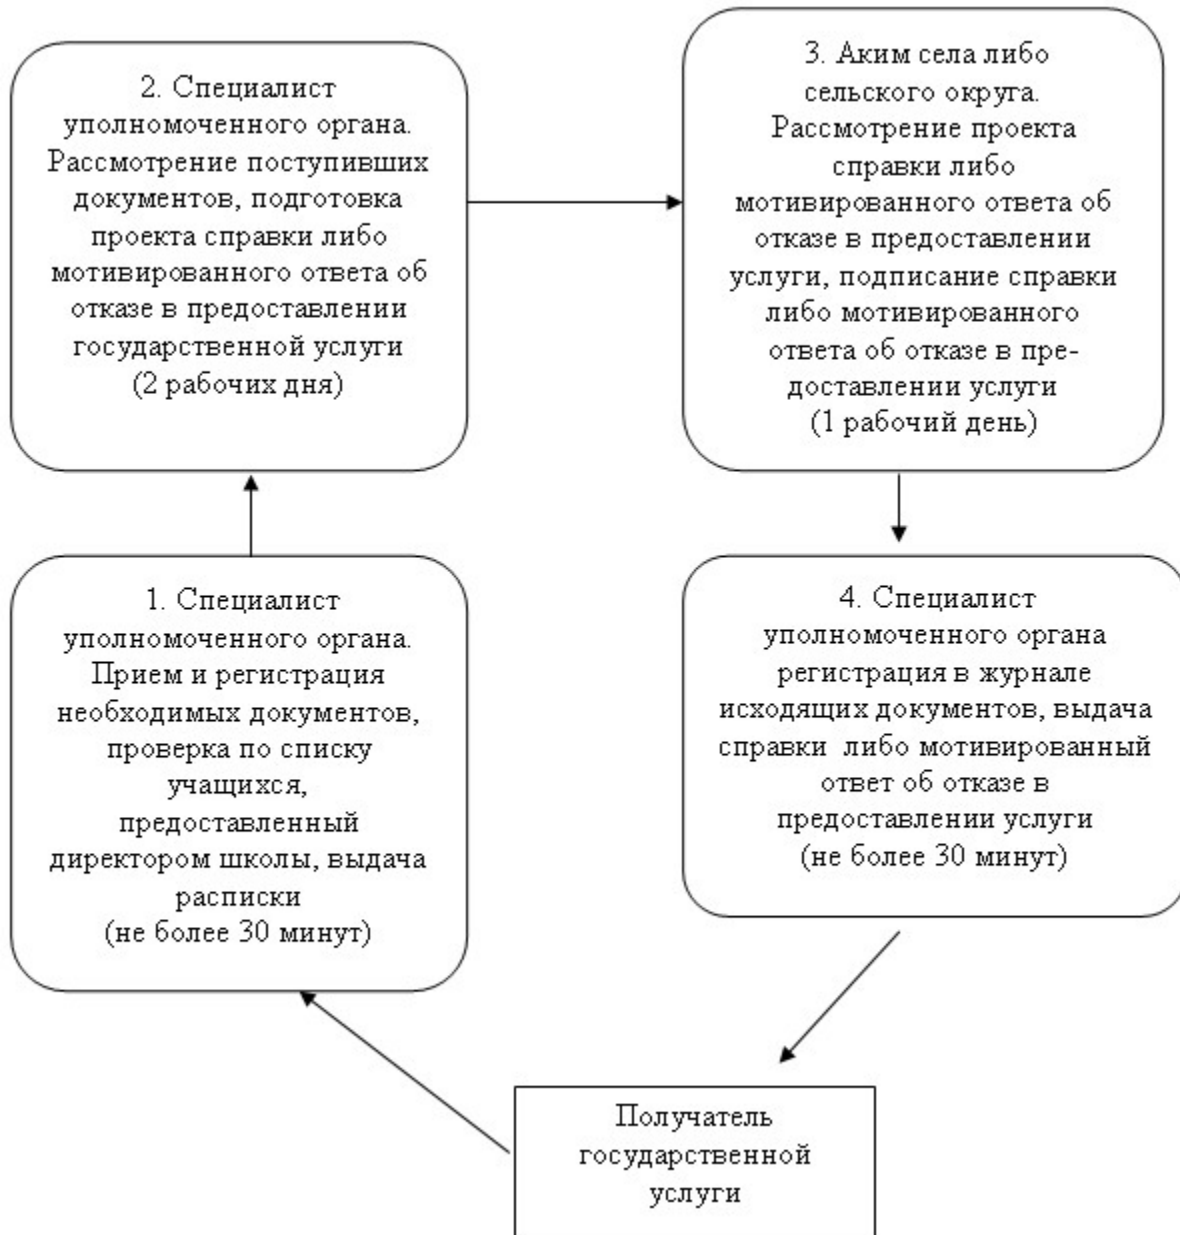 2. Специалист
уполномоченного органа.
Рассмотрение поступивших
документов, подготовка
проекта справки либо
мотивированного ответа об
отказе в предоставлении
государственной услуги
(2 рабочих дня)
3. Аким села либо
сельского округа.
Рассмотрение проекта
справки либо
мотивированного ответа об
отказе в предоставлении
услуги, подписание справки
либо мотивированного
ответа об отказе в пре-
доставлении услуги
(1 рабочий день)
1. Специалист
уполномоченного органа.
Прием и регистрация
необходимых документов,
проверка по списку
учащихся,
предоставленный
директором школы, выдача
расписки
(не более 30 минут)
4. Специалист
уполномоченного органа
регистрация в журнале
исходящих документов, выдача
справки либо мотивированный
ответ об отказе в
предоставлении услуги
(не более 30 минут)
Получатель
государственной
услуги